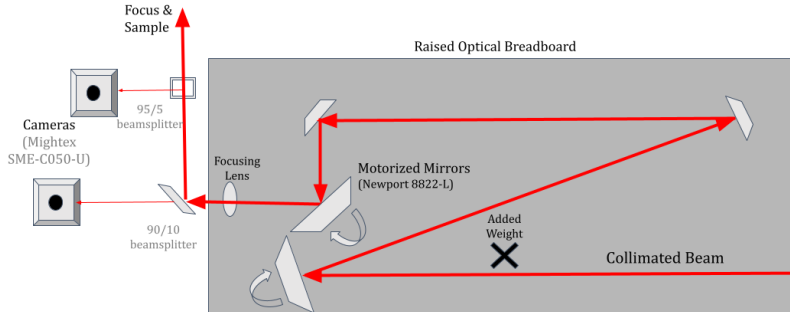 Focus &
Sample
Raised Optical Breadboard
95/5
beamsplitter
Cameras
(Mightex
SME-C050-U)
Focusing
Lens
Motorized Mirrors
(Newport 8822-L)
90/10
beamsplitter
Added
Weight
Collimated Beam